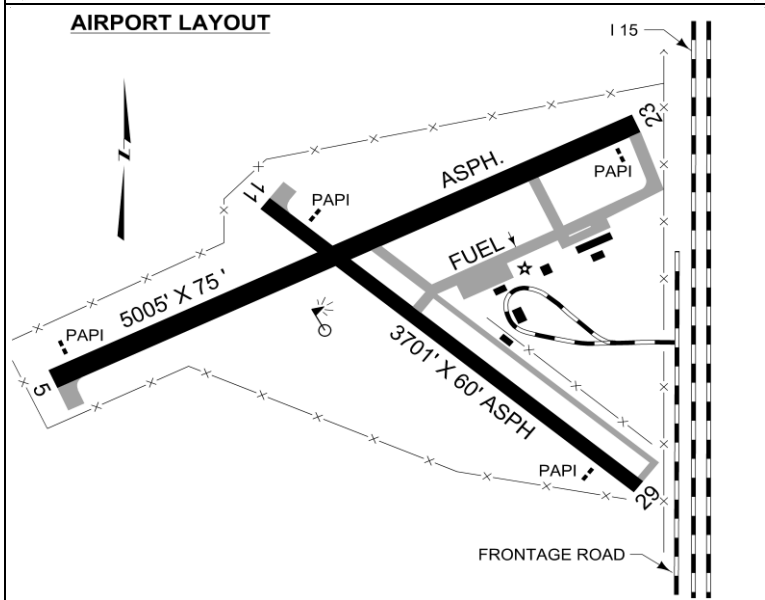 AIRPORT LAYOUT
I 15
N
23
ASPH.
PAPI
11
PAPI
FUEL
5005' X 75 '
PAPI
3701' X 60' ASPH
5
PAPI
29
FRONTAGE ROAD